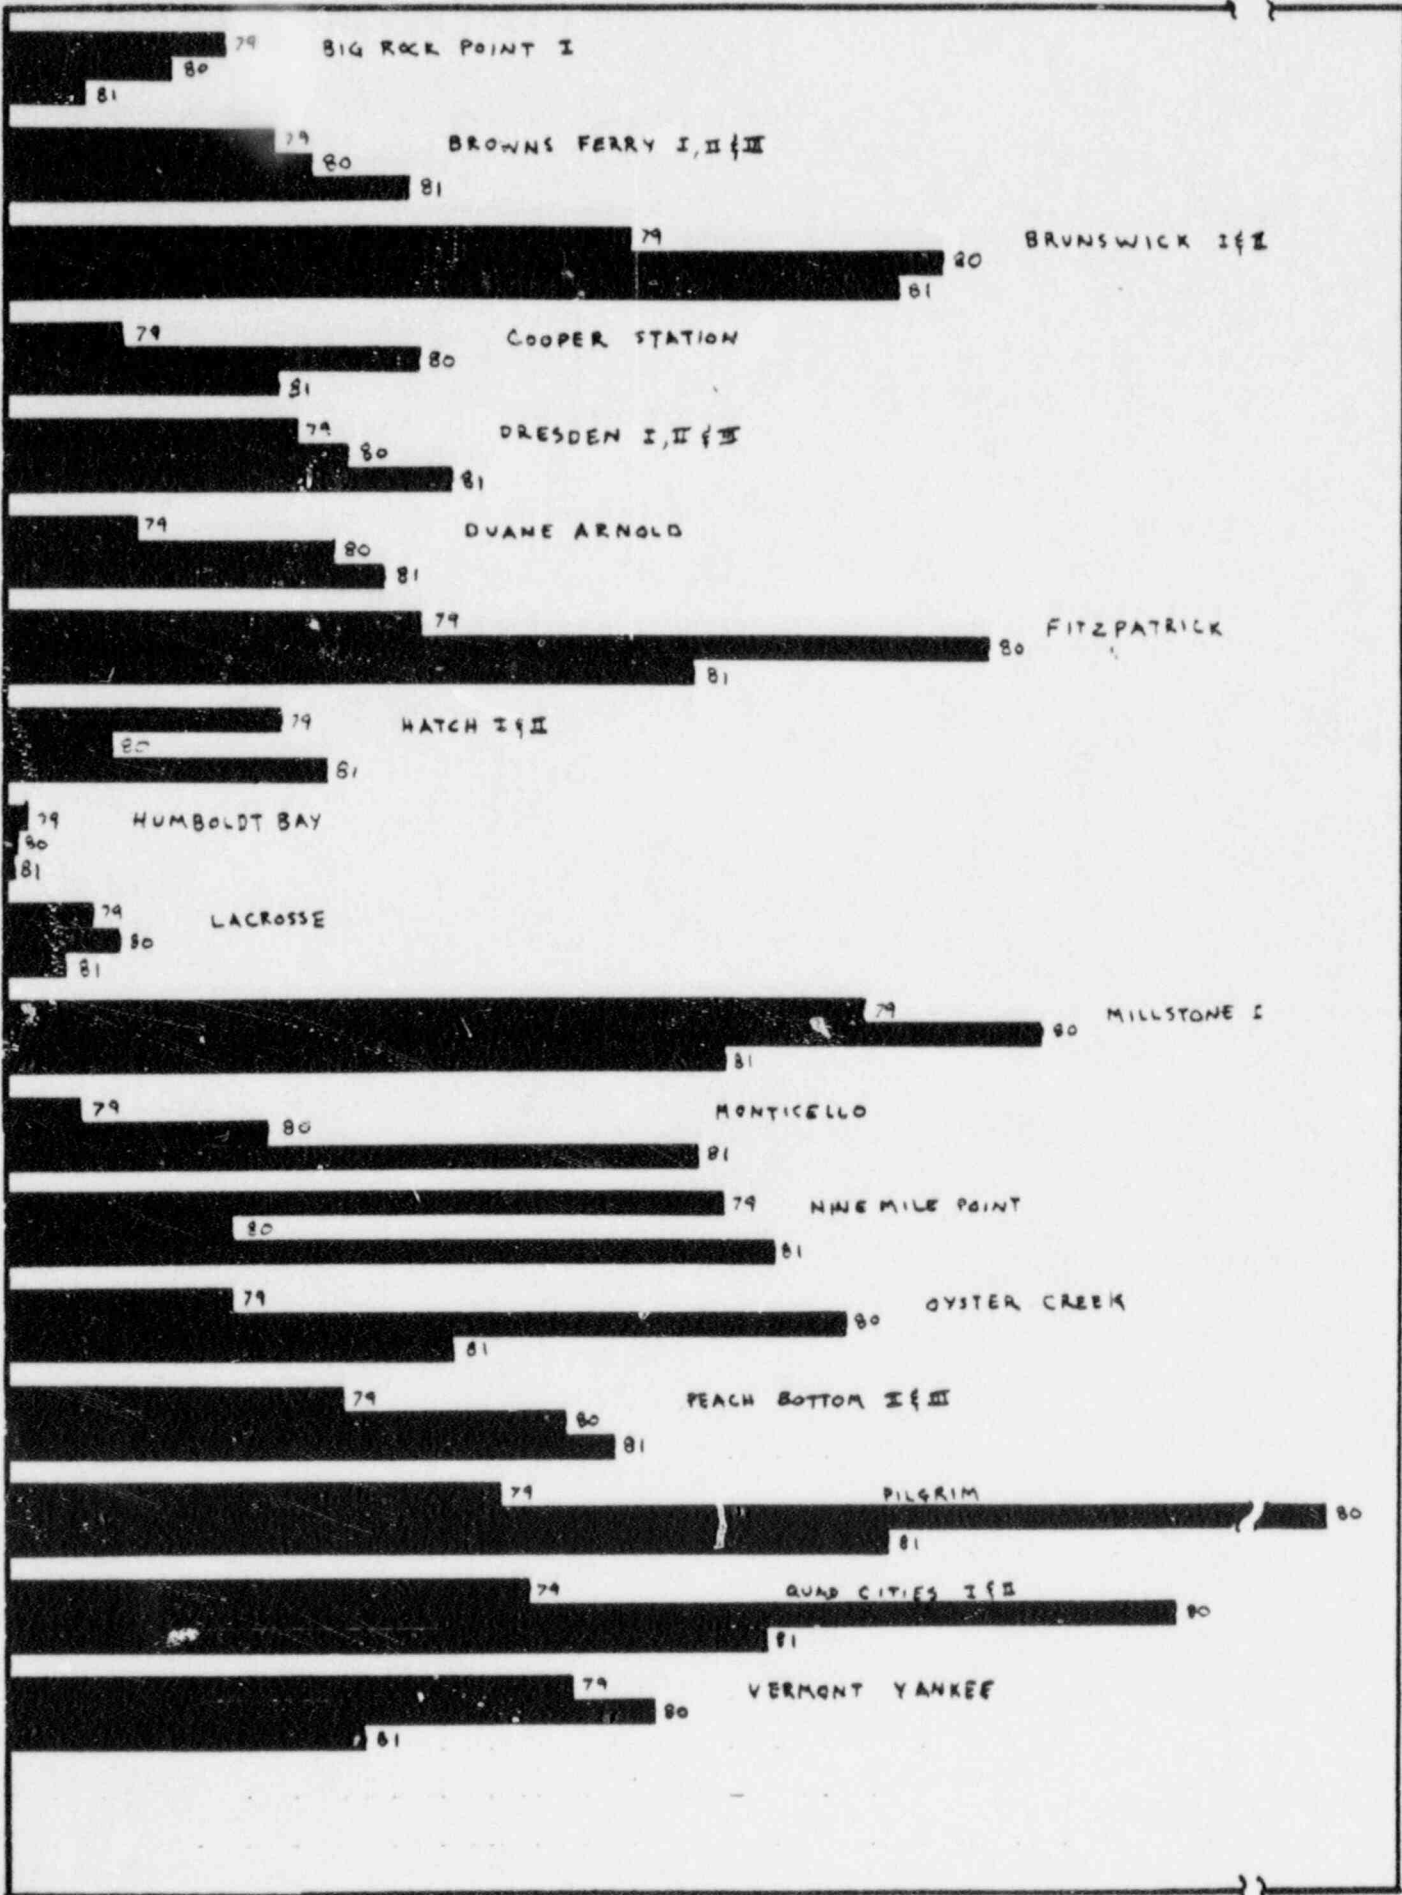 79 BIG ROCK POINT I
80
81
79 BROWNS FERRY I, II & III
80
81
79 BRUNSWICK I & II
80
81
79 COOPER STATION
80
81
79 DRESDEN I, II & III
80
81
79 DUANE ARNOLD
80
81
79 FITZPATRICK
80
81
79 HATCH I & II
80
81
79 HUMBOLDT BAY
80
81
79 LACROSSE
80
81
79 MILLSTONE I
80
81
79 MONTICELLO
80
81
79 NINE MILE POINT
80
81
79 OYSTER CREEK
80
81
79 PEACH BOTTOM II & III
80
81
79 PILGRIM
80
81
79 QUAD CITIES I & II
80
81
79 VERMONT YANKEE
80
81